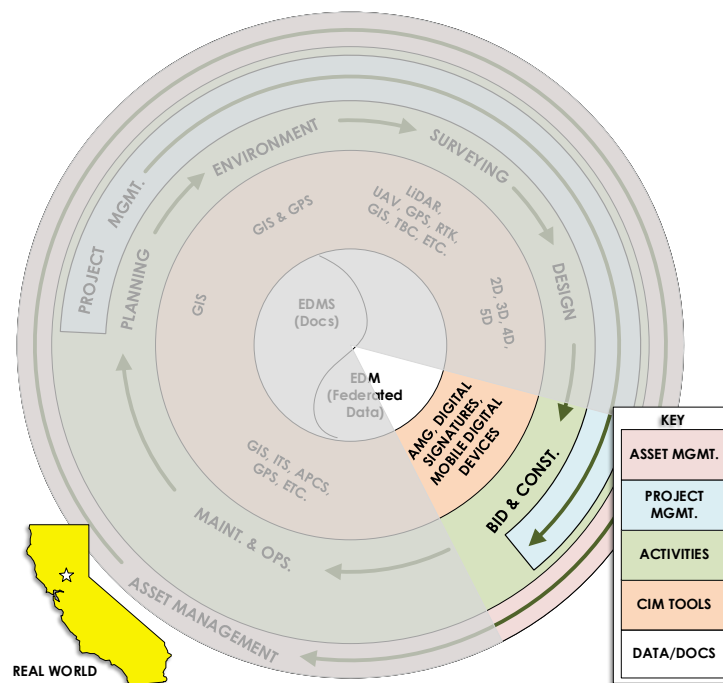 ENVIRONMENT
SURVEYING
MGMT.
PROJECT
PLANNING
DESIGN
GIS & GPS
LiDAR,
UAV, GPS, RTK,
GIS, TBC, ETC.
GIS
2D, 3D, 4D,
5D
EDMS
(Docs)
EDM
(Federated
Data)
AMG, DIGITAL
SIGNATURES,
MOBILE DIGITAL
DEVICES
BID & CONST.
GIS, ITS, APCS,
GPS, ETC.
MAINT. & OPS.
ASSET MANAGEMENT
REAL WORLD
KEY
ASSET MGMT.
PROJECT
MGMT.
ACTIVITIES
CIM TOOLS
DATA/DOCS